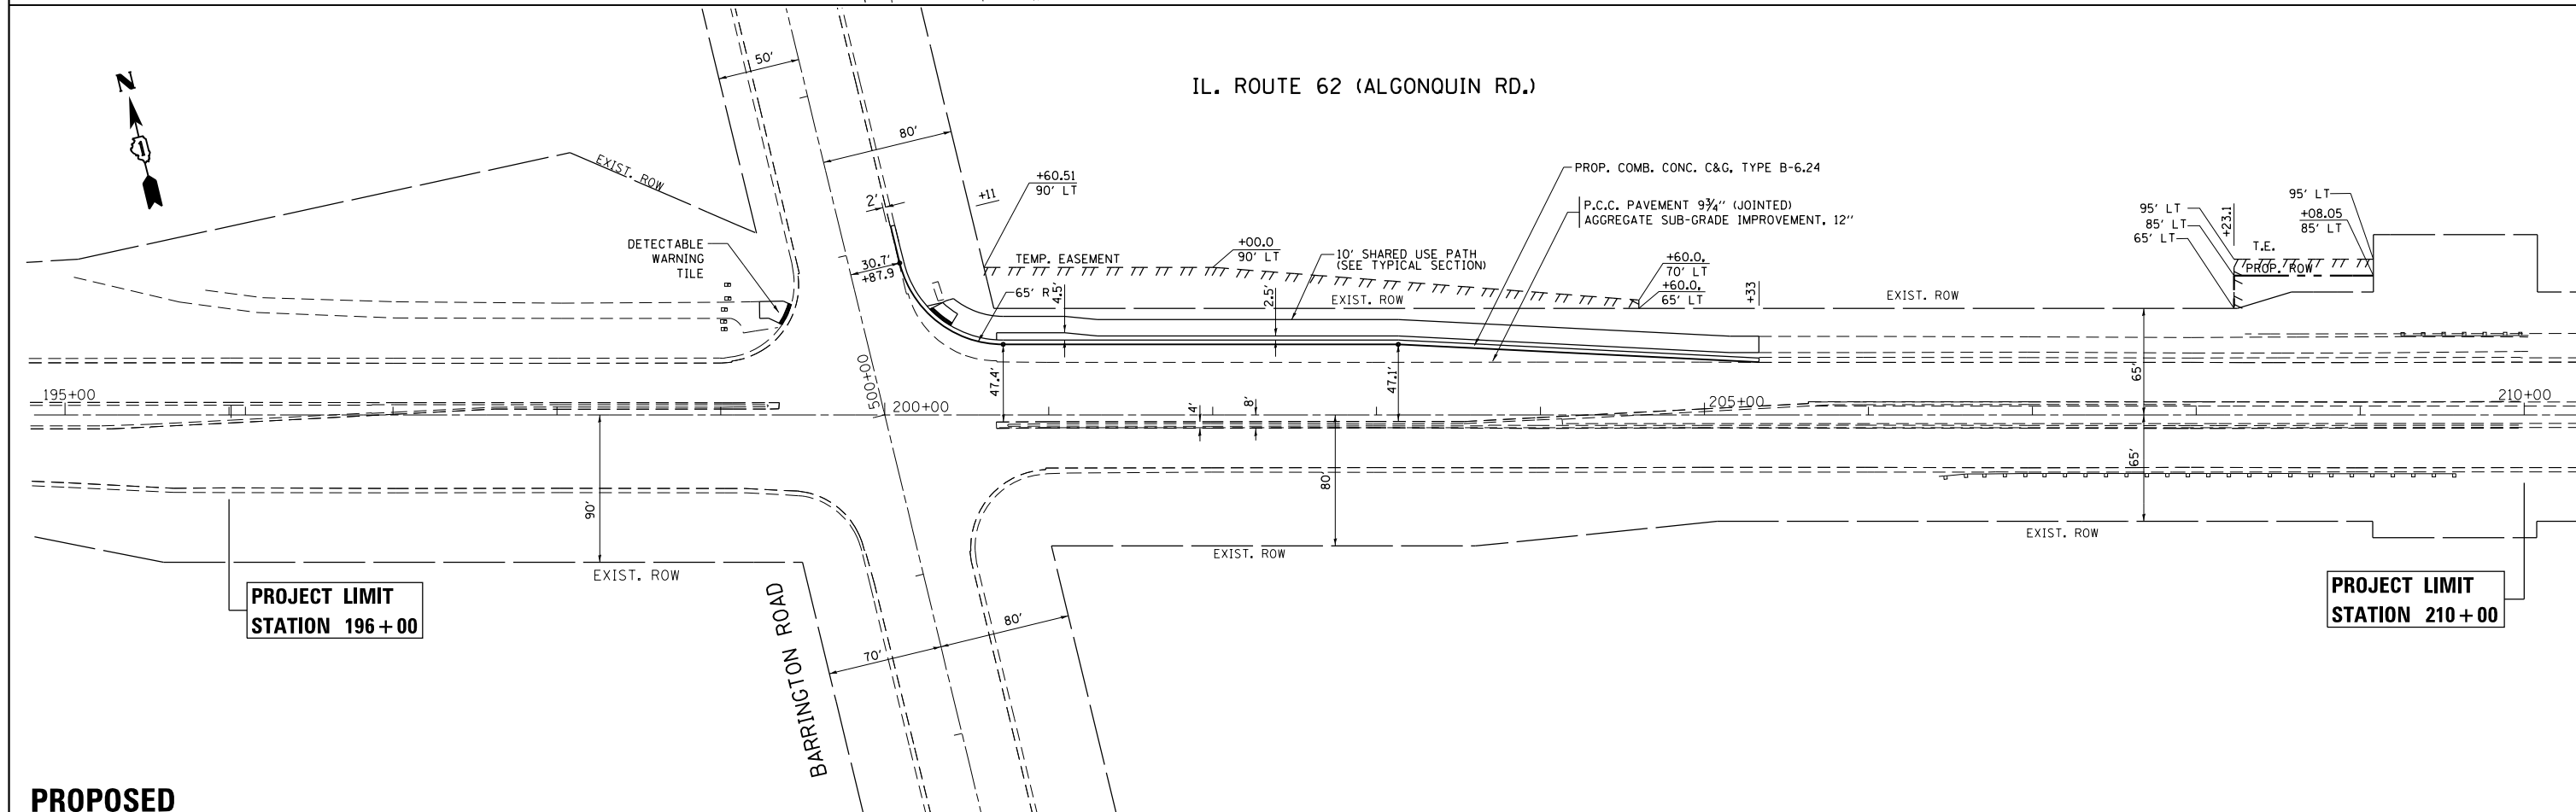 IL. ROUTE 62 (ALGONQUIN RD.)
N
1
50'
80'
EXIST. ROW
+60.51
90' LT
+11
2'
30.7'
+87.9
DETECTABLE
WARNING
TILE
TEMP. EASEMENT
65' R
4.5'
+00.0
90' LT
2.5'
10' SHARED USE PATH
(SEE TYPICAL SECTION)
EXIST. ROW
PROP. COMB. CONC. C&G, TYPE B-6.24
P.C.C. PAVEMENT 9¾'' (JOINTED)
AGGREGATE SUB-GRADE IMPROVEMENT, 12''
+60.0,
70' LT
+60.0,
65' LT
+33
EXIST. ROW
95' LT
85' LT
65' LT
+23.1
T.E.
PROP. ROW
95' LT
+08.05
85' LT
195+00
500+00
200+00
47.4'
4'
8'
47.1'
205+00
65'
210+00
90'
80'
65'
EXIST. ROW
EXIST. ROW
EXIST. ROW
PROJECT LIMIT
STATION 196+00
BARRINGTON ROAD
70'
80'
PROJECT LIMIT
STATION 210+00
PROPOSED